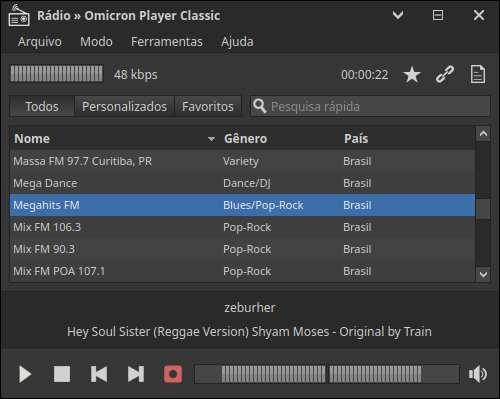 Rádio » Omicron Player Classic
Arquivo Modo Ferramentas Ajuda
48 kbps 00:00:22
Todos Personalizados Favoritos Pesquisa rápida
Nome Gênero País
Massa FM 97.7 Curitiba, PR Variety Brasil
Mega Dance Dance/DJ Brasil
Megahits FM Blues/Pop-Rock Brasil
Mix FM 106.3 Pop-Rock Brasil
Mix FM 90.3 Pop-Rock Brasil
Mix FM POA 107.1 Pop-Rock Brasil
zeburher
Hey Soul Sister (Reggae Version) Shyam Moses - Original by Train